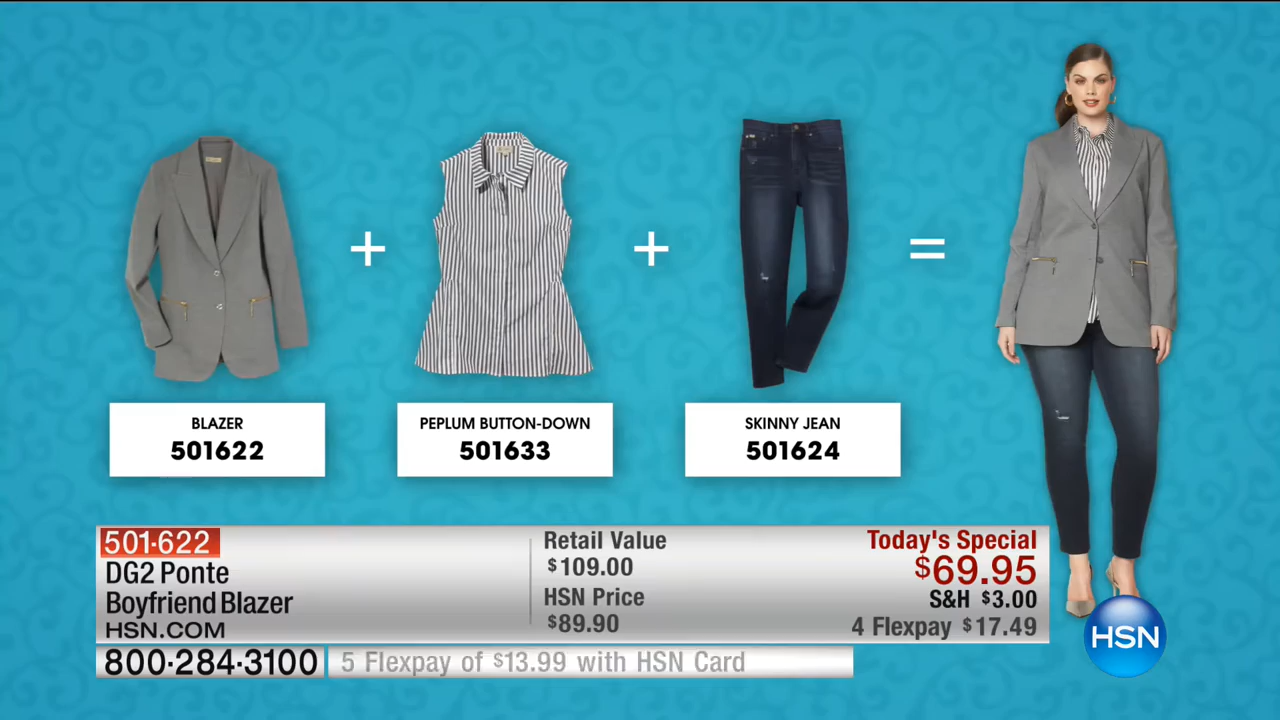 +
+
=
BLAZER
501622
PEPLUM BUTTON-DOWN
501633
SKINNY JEAN
501624
501-622
DG2 Ponte
Boyfriend Blazer
HSN.COM
Retail Value
$109.00
HSN Price
$89.90
Today's Special
$69.95
S&H $3.00
4 Flexpay $17.49
HSN
800·284·3100
5 Flexpay of $13.99 with HSN Card